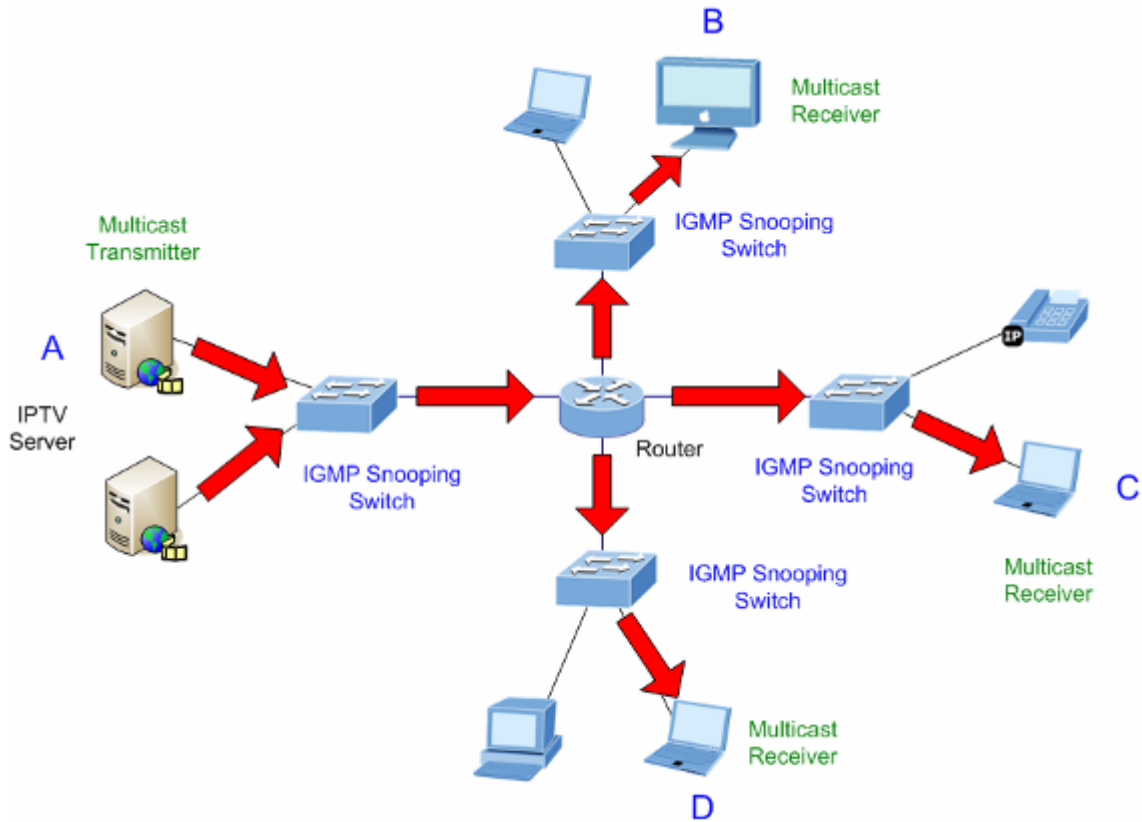 B
Multicast
Receiver
Multicast
Transmitter
IGMP Snooping
Switch
A
IP
IPTV
Server
Router
IGMP Snooping
Switch
IGMP Snooping
Switch
C
IGMP Snooping
Switch
Multicast
Receiver
Multicast
Receiver
D